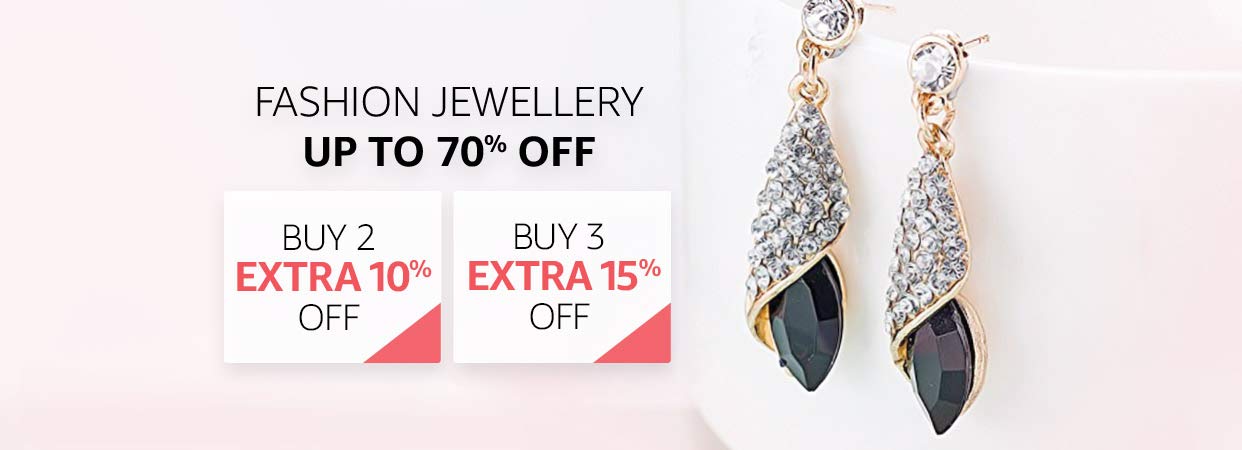 FASHION JEWELLERY
UP TO 70% OFF
BUY 2
EXTRA 10%
OFF
BUY 3
EXTRA 15%
OFF